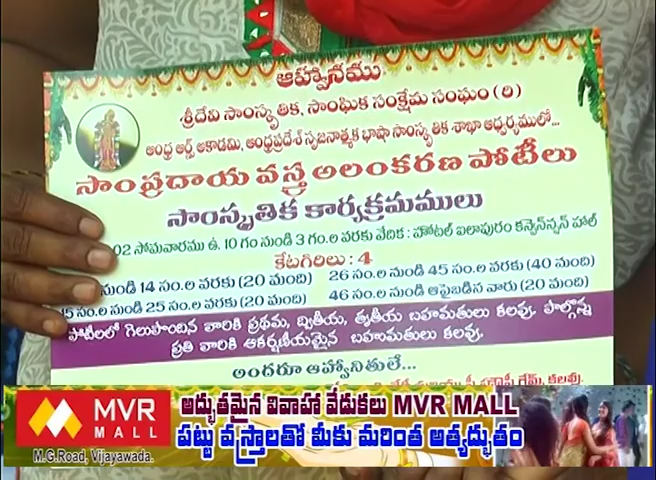 ఆహ్వానము
శ్రీదేవి సాంస్కృతిక, సాంఘిక సంక్షేమ సంఘం (రి)
ఆంధ్ర ఆర్ట్స్ అకాడమి, ఆంధ్రప్రదేశ్ సృజనాత్మక భాషా సాంస్కృతిక శాఖా ఆధ్వర్యములో...
సాంప్రదాయ వస్త్ర అలంకరణ పోటీలు
సాంస్కృతిక కార్యక్రమములు
02 సోమవారము ఉ. 10 గం నుండి 3 గం.ల వరకు వేదిక : హోటల్ ఐలాపురం కన్వెన్షన్ హాల్
కేటగిరీలు : 4
నుండి 14 సం.ల వరకు (20 మంది) 26 సం.ల నుండి 45 సం.ల వరకు (40 మంది)
15 సం.ల నుండి 25 సం.ల వరకు (20 మంది) 46 సం.ల నుండి ఆపైబడిన వారు (20 మంది)
పోటీలలో గెలుపొందిన వారికి ప్రథమ, ద్వితీయ, తృతీయ బహుమతులు కలవు. పాల్గొన్న
ప్రతి వారికి ఆకర్షణీయమైన బహుమతులు కలవు.
అందరూ ఆహ్వానితులే...
కలవు.
MVR MALL
M.G.Road, Vijayawada.
అద్భుతమైన వివాహా వేడుకలు MVR MALL
పట్టు వస్త్రాలతో మీకు మరింత అత్యద్భుతం